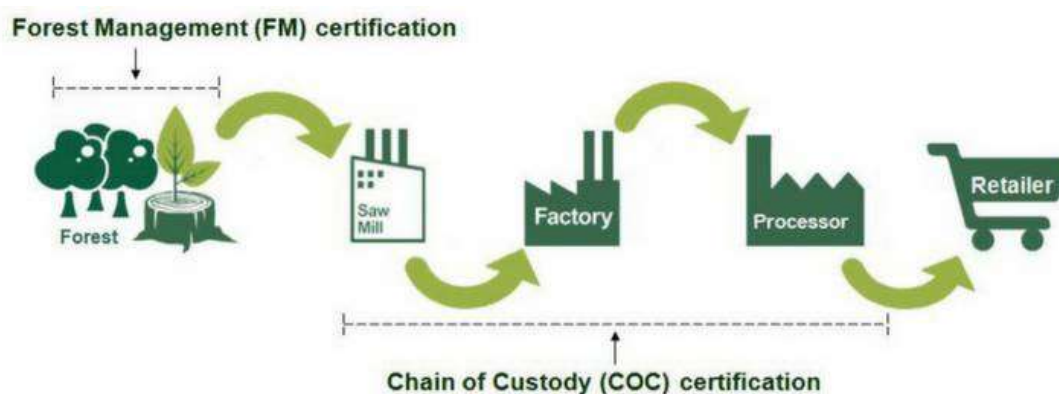 Forest Management (FM) certification
Forest
Saw
Mill
Factory
Processor
Retailer
Chain of Custody (COC) certification